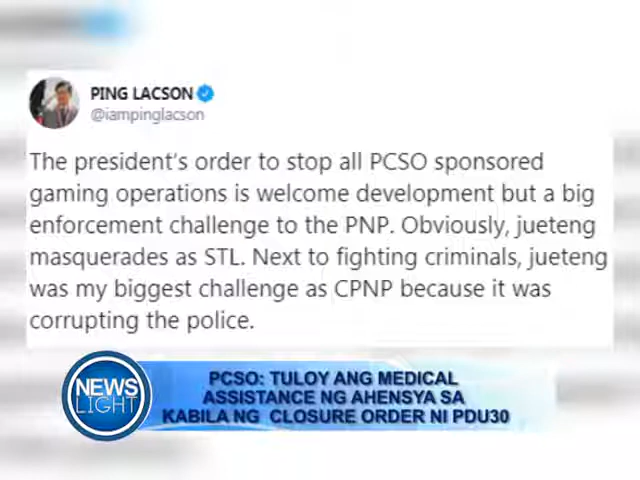 PING LACSON
@iampinglacson
The president's order to stop all PCSO sponsored
gaming operations is welcome development but a big
enforcement challenge to the PNP. Obviously, jueteng
masquerades as STL. Next to fighting criminals, jueteng
was my biggest challenge as CPNP because it was
corrupting the police.
NEWS
LIGHT
PCSO: TULOY ANG MEDICAL
ASSISTANCE NG AHENSYA SA
KABILA NG CLOSURE ORDER NI PDU30